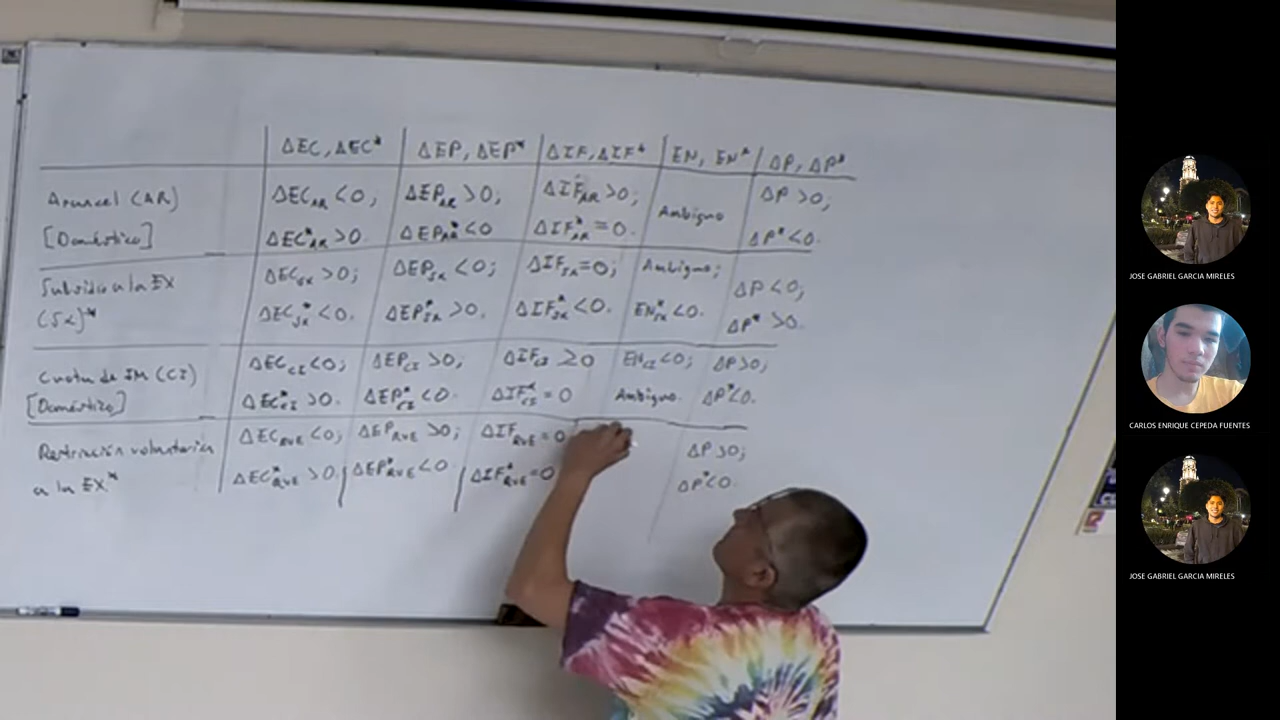 ΔEC, ΔEC* ΔEP, ΔEP* ΔIF, ΔIF* EN, EN* ΔP, ΔP*
Arancel (AR) ΔEC_AR <0; ΔEP_AR >0; ΔIF_AR >0; Ambiguo ΔP >0;
[Doméstico] ΔEC*_AR >0. ΔEP*_AR <0 ΔIF*_AR =0. ΔP* <0.
Subsidio a la EX ΔEC_SX >0; ΔEP_SX <0; ΔIF_SX =0; Ambiguo; ΔP <0;
(SX)* ΔEC*_SX <0. ΔEP*_SX >0. ΔIF*_SX <0. EN*_SX <0. ΔP* >0.
Cuota de IM (CI) ΔEC_CI <0; ΔEP_CI >0; ΔIF_CI ≥0 EN_CI <0; ΔP >0;
[Doméstico] ΔEC*_CI >0. ΔEP*_CI <0. ΔIF*_CI =0 Ambiguo. ΔP* <0.
Restricción voluntaria ΔEC_RVE <0; ΔEP_RVE >0; ΔIF_RVE =0 ΔP >0;
a la EX* ΔEC*_RVE >0. ΔEP*_RVE <0 ΔIF*_RVE =0 ΔP* <0.
JOSE GABRIEL GARCIA MIRELES
CARLOS ENRIQUE CEPEDA FUENTES
JOSE GABRIEL GARCIA MIRELES